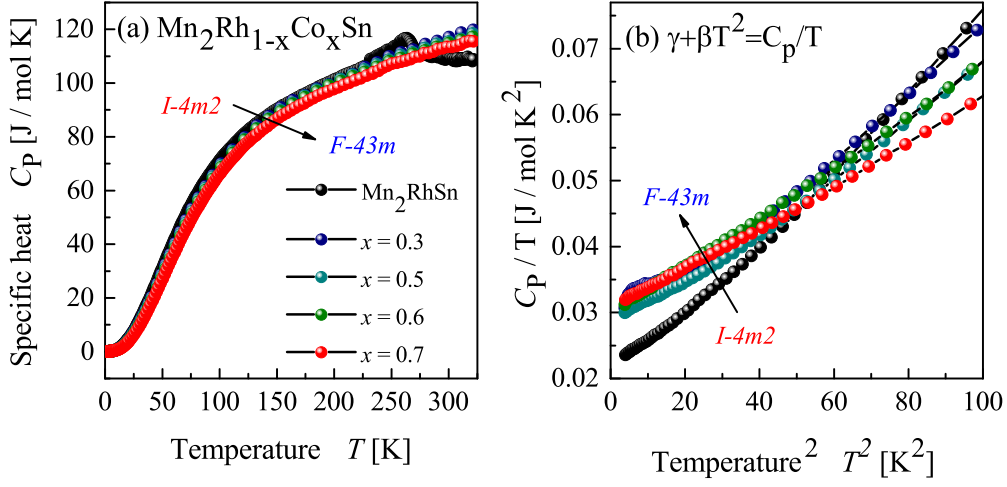 (a) Mn₂Rh₁₋ₓCoₓSn
I-4m2
F-43m
Mn₂RhSn
x = 0.3
x = 0.5
x = 0.6
x = 0.7
120
100
80
60
40
20
0
Specific heat Cₚ [J / mol K]
0 50 100 150 200 250 300
Temperature T [K]
(b) γ+βT²=Cₚ/T
F-43m
I-4m2
0.07
0.06
0.05
0.04
0.03
0.02
Cₚ / T [J / mol K²]
0 20 40 60 80 100
Temperature² T² [K²]